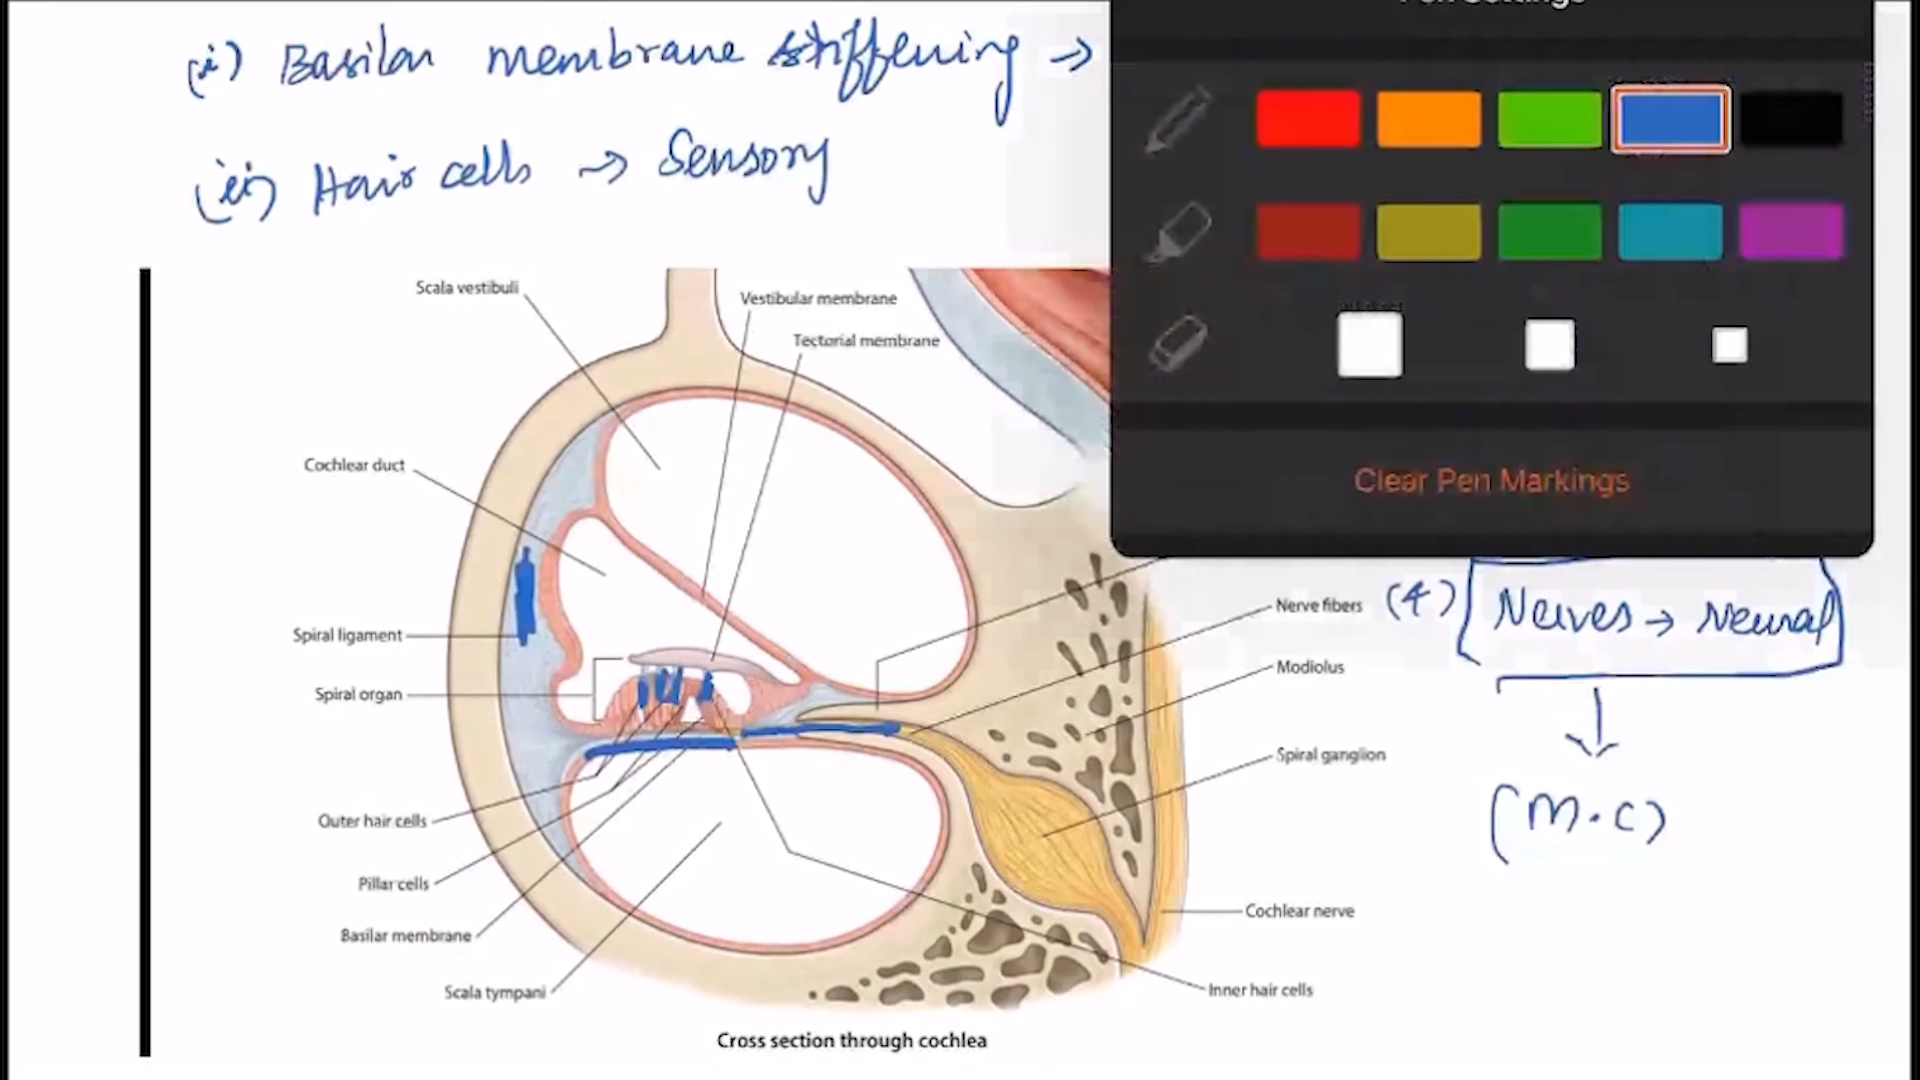 (i) Basilar membrane stiffening →
(ii) Hair cells → Sensory
Pen Settings
Clear Pen Markings
Scala vestibuli
Vestibular membrane
Tectorial membrane
Cochlear duct
Spiral ligament
Spiral organ
Outer hair cells
Pillar cells
Basilar membrane
Scala tympani
Nerve fibers
Modiolus
Spiral ganglion
Cochlear nerve
Inner hair cells
(4) Nerves → Neural
(M.C)
Cross section through cochlea